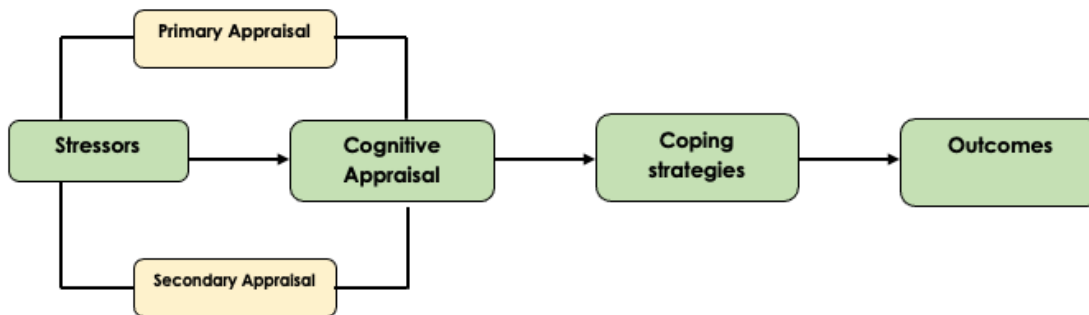 Primary Appraisal
Stressors
Cognitive
Appraisal
Coping
strategies
Outcomes
Secondary Appraisal